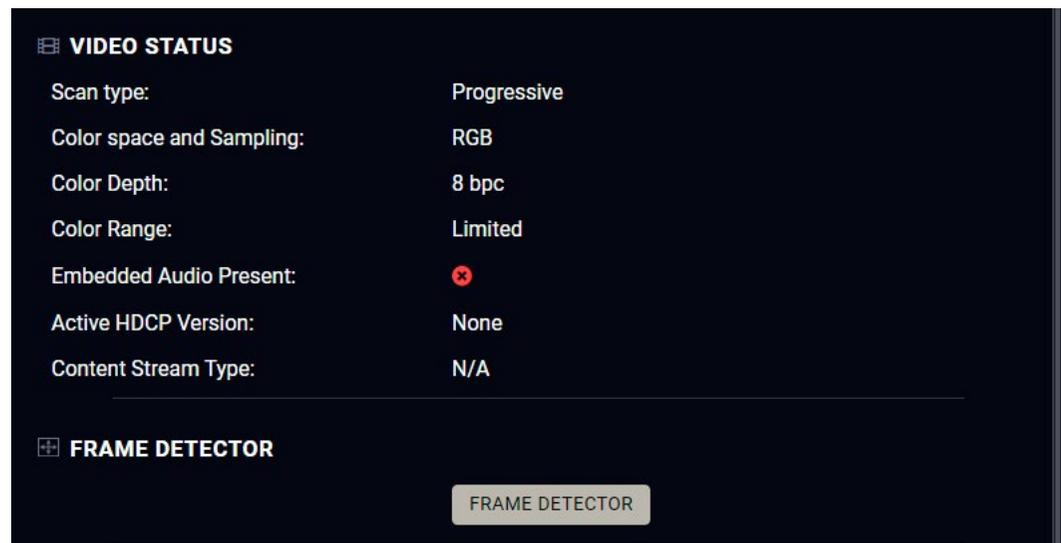 VIDEO STATUS
Scan type: Progressive
Color space and Sampling: RGB
Color Depth: 8 bpc
Color Range: Limited
Embedded Audio Present:
Active HDCP Version: None
Content Stream Type: N/A
FRAME DETECTOR
FRAME DETECTOR